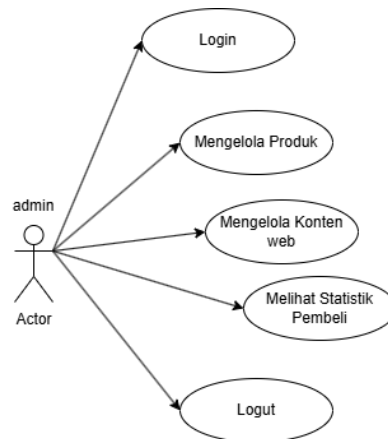 Login
Mengelola Produk
admin
Mengelola Konten
web
Melihat Statistik
Pembeli
Actor
Logut